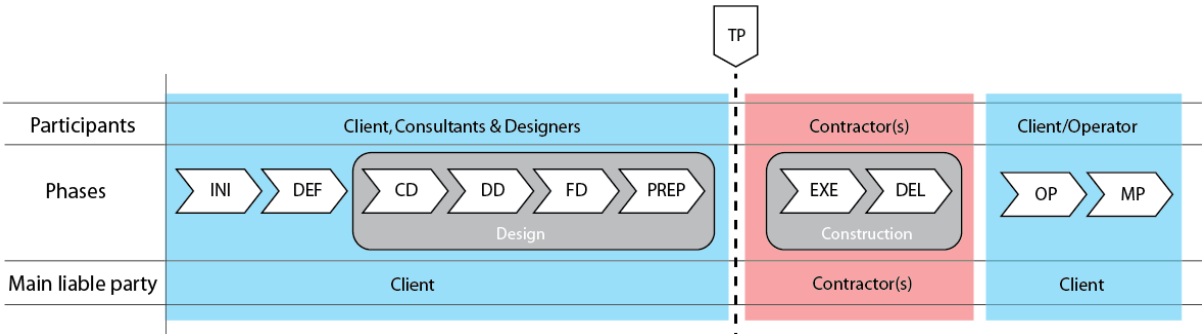 TP
Participants
Client, Consultants & Designers
Contractor(s)
Client/Operator
Phases
INI
DEF
CD
DD
FD
PREP
EXE
DEL
OP
MP
Design
Construction
Main liable party
Client
Contractor(s)
Client